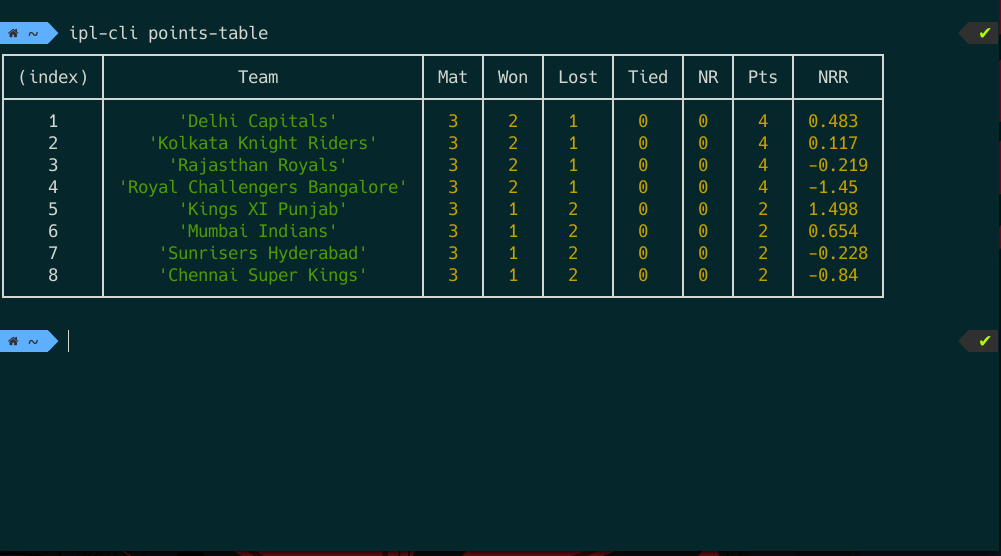 ~ ipl-cli points-table ✔
(index) Team Mat Won Lost Tied NR Pts NRR
1 'Delhi Capitals' 3 2 1 0 0 4 0.483
2 'Kolkata Knight Riders' 3 2 1 0 0 4 0.117
3 'Rajasthan Royals' 3 2 1 0 0 4 -0.219
4 'Royal Challengers Bangalore' 3 2 1 0 0 4 -1.45
5 'Kings XI Punjab' 3 1 2 0 0 2 1.498
6 'Mumbai Indians' 3 1 2 0 0 2 0.654
7 'Sunrisers Hyderabad' 3 1 2 0 0 2 -0.228
8 'Chennai Super Kings' 3 1 2 0 0 2 -0.84
~ ✔